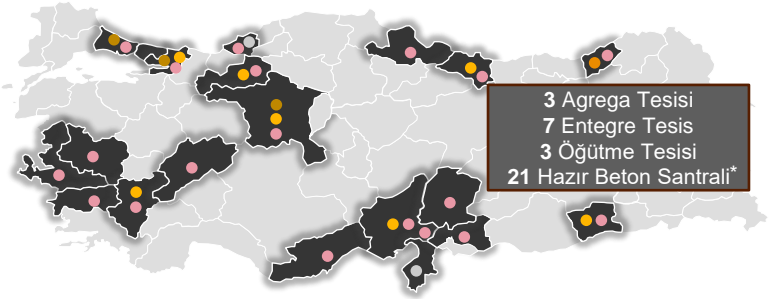 3 Agrega Tesisi
7 Entegre Tesis
3 Öğütme Tesisi
21 Hazır Beton Santrali*